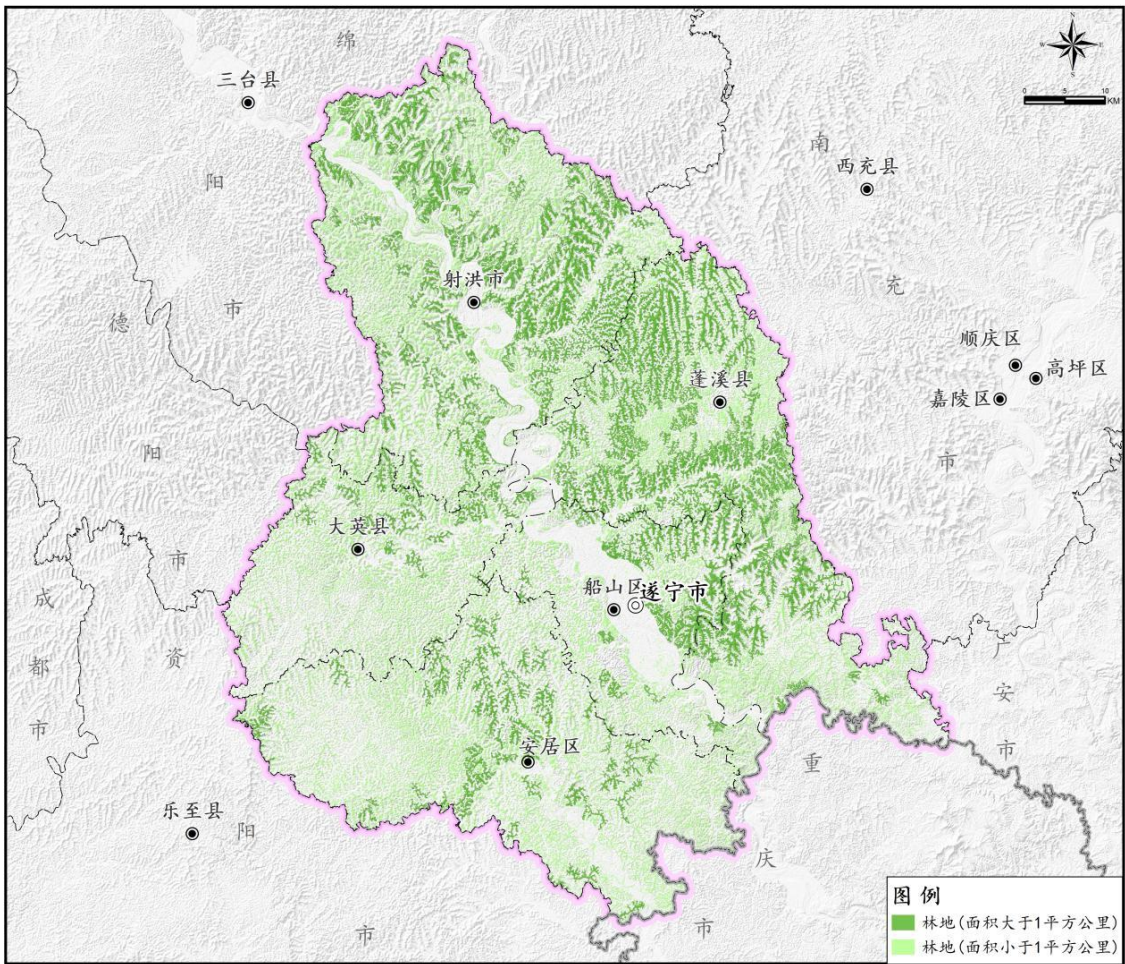 绵
阳
市
三台县
N
W
E
S
0 5 10
KM
南
充
市
西充县
射洪市
顺庆区
高坪区
嘉陵区
蓬溪县
德
阳
市
大英县
船山区
遂宁市
成
都
市
资
阳
市
安居区
乐至县
广
安
市
重
庆
市
图例
林地(面积大于1平方公里)
林地(面积小于1平方公里)